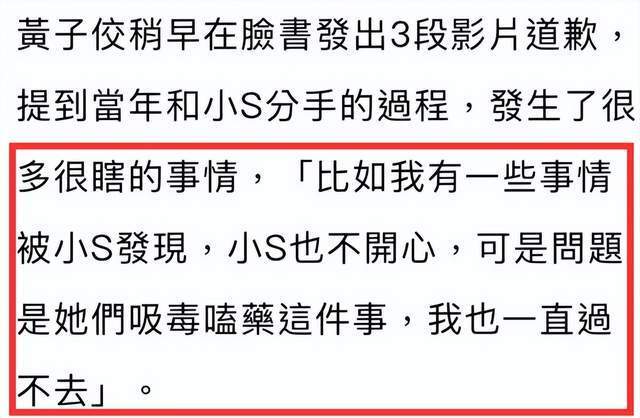 黃子佼稍早在臉書發出3段影片道歉，
提到當年和小S分手的過程，發生了很
多很瞎的事情，「比如我有一些事情
被小S發現，小S也不開心，可是問題
是她們吸毒嗑藥這件事，我也一直過
不去」。